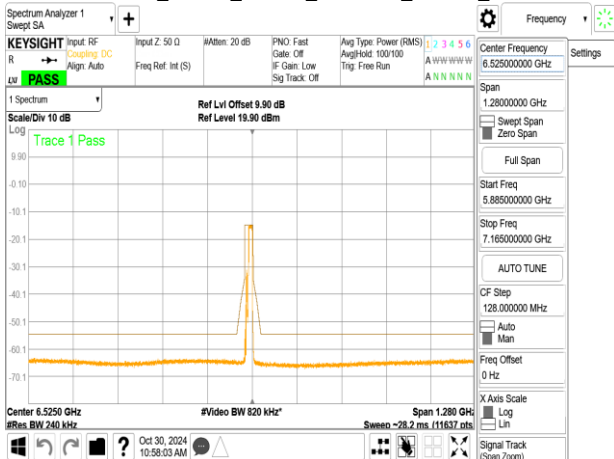 Spectrum Analyzer 1
Swept SA
+
Frequency
KEYSIGHT
R
LXI
PASS
Input: RF
Coupling: DC
Align: Auto
Input Z: 50 Ω
Freq Ref: Int (S)
#Atten: 20 dB
PNO: Fast
Gate: Off
IF Gain: Low
Sig Track: Off
Avg Type: Power (RMS)
Avg|Hold: 100/100
Trig: Free Run
1 2 3 4 5 6
A W W W W W
A N N N N N
Center Frequency
6.525000000 GHz
Settings
Span
1.28000000 GHz
Swept Span
Zero Span
Full Span
Start Freq
5.885000000 GHz
Stop Freq
7.165000000 GHz
AUTO TUNE
CF Step
128.000000 MHz
Auto
Man
Freq Offset
0 Hz
X Axis Scale
Log
Lin
Signal Track
(Span Zoom)
1 Spectrum
Scale/Div 10 dB
Ref Lvl Offset 9.90 dB
Ref Level 19.90 dBm
Log
Trace 1 Pass
9.90
-0.10
-10.1
-20.1
-30.1
-40.1
-50.1
-60.1
-70.1
Center 6.5250 GHz
#Video BW 820 kHz*
Span 1.280 GHz
#Res BW 240 kHz
Sweep ~28.2 ms (11637 pts
?
Oct 30, 2024
10:58:03 AM